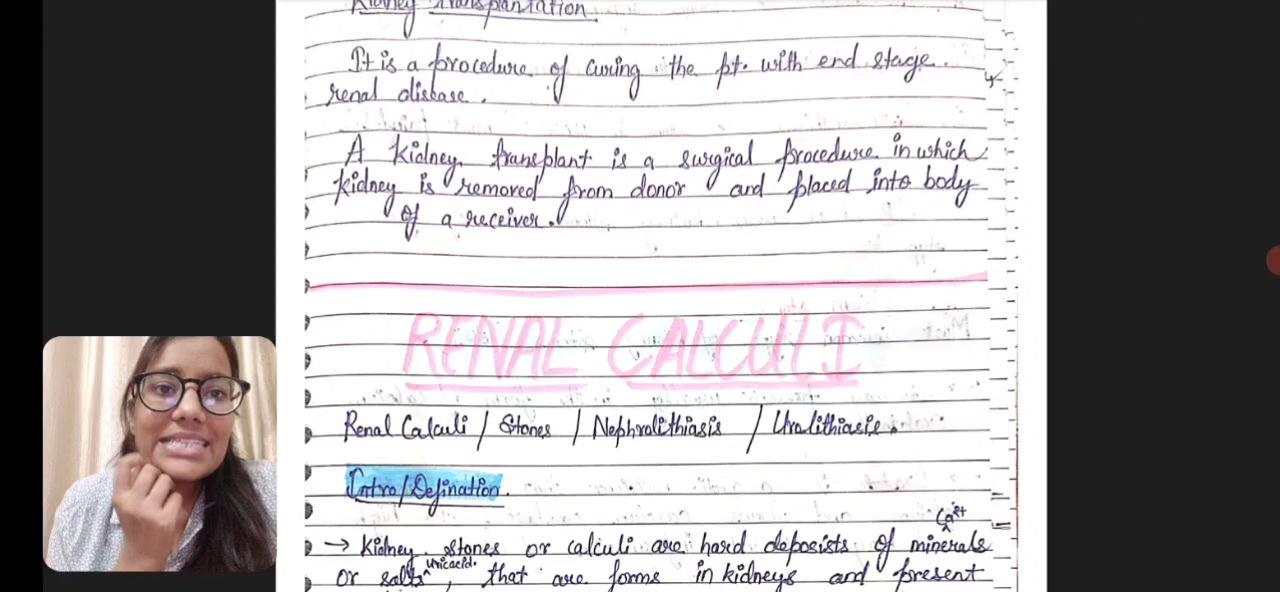 Kidney Transplantation
It is a procedure of curing the pt. with end stage
renal disease.
A kidney transplant is a surgical procedure in which
kidney is removed from donor and placed into body
of a receiver.
RENAL CALCULI
Renal Calculi / Stones / Nephrolithiasis / Urolithiasis.
Intro/Defination.
Ca2+
→ Kidney stones or calculi are hard deposists of minerals
uricacid.
or salts, that are forms in kidneys and present